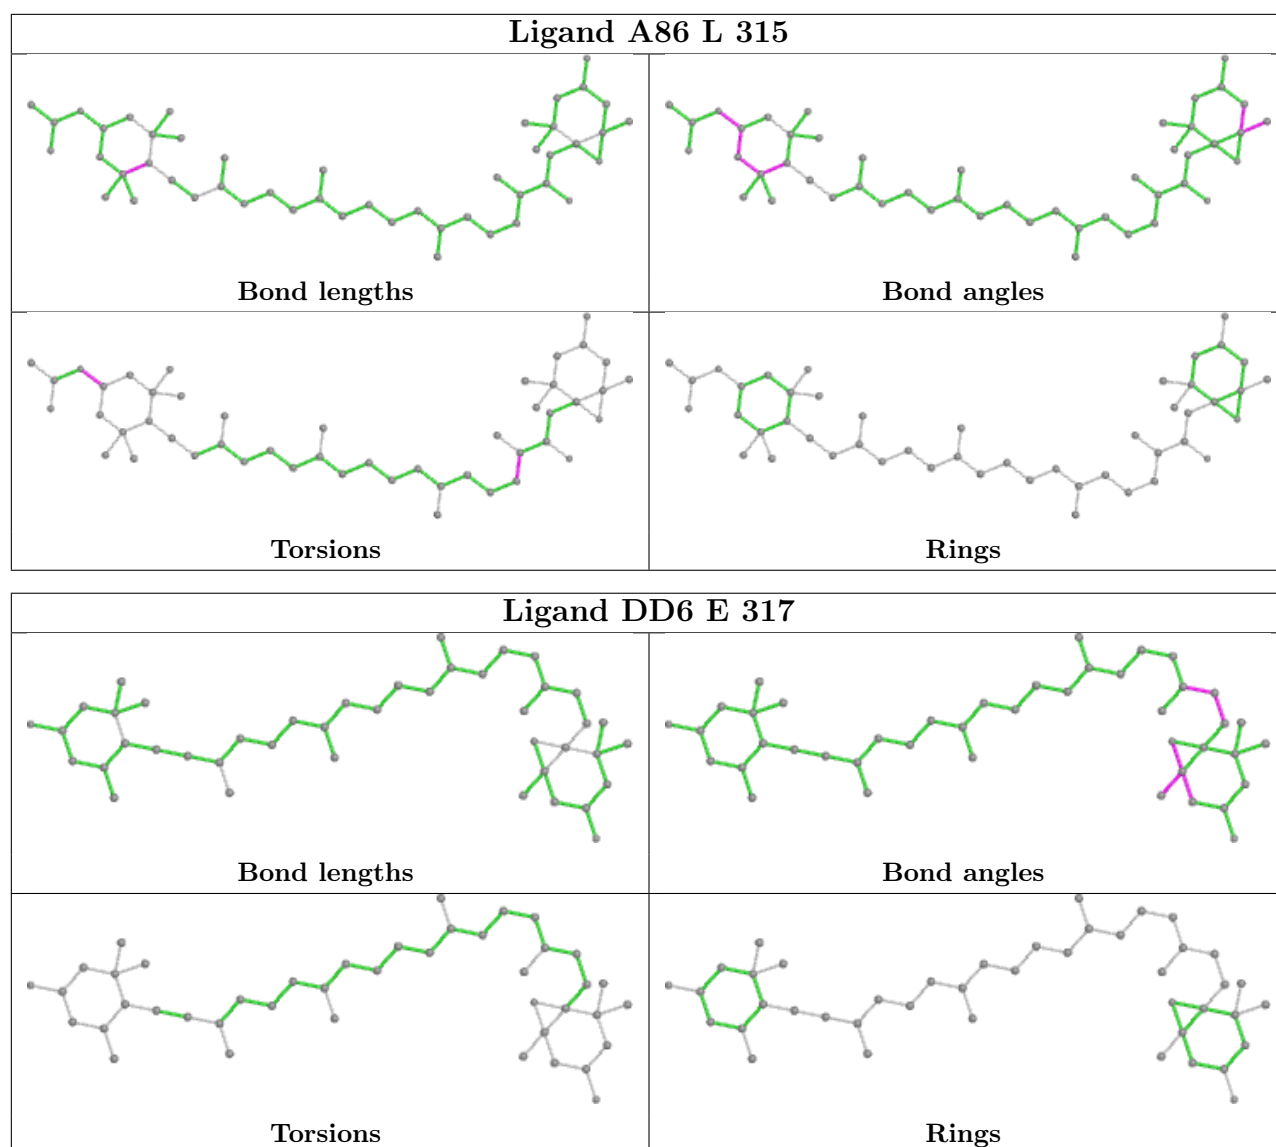 Ligand A86 L 315
Bond lengths
Bond angles
Torsions
Rings
Ligand DD6 E 317
Bond lengths
Bond angles
Torsions
Rings